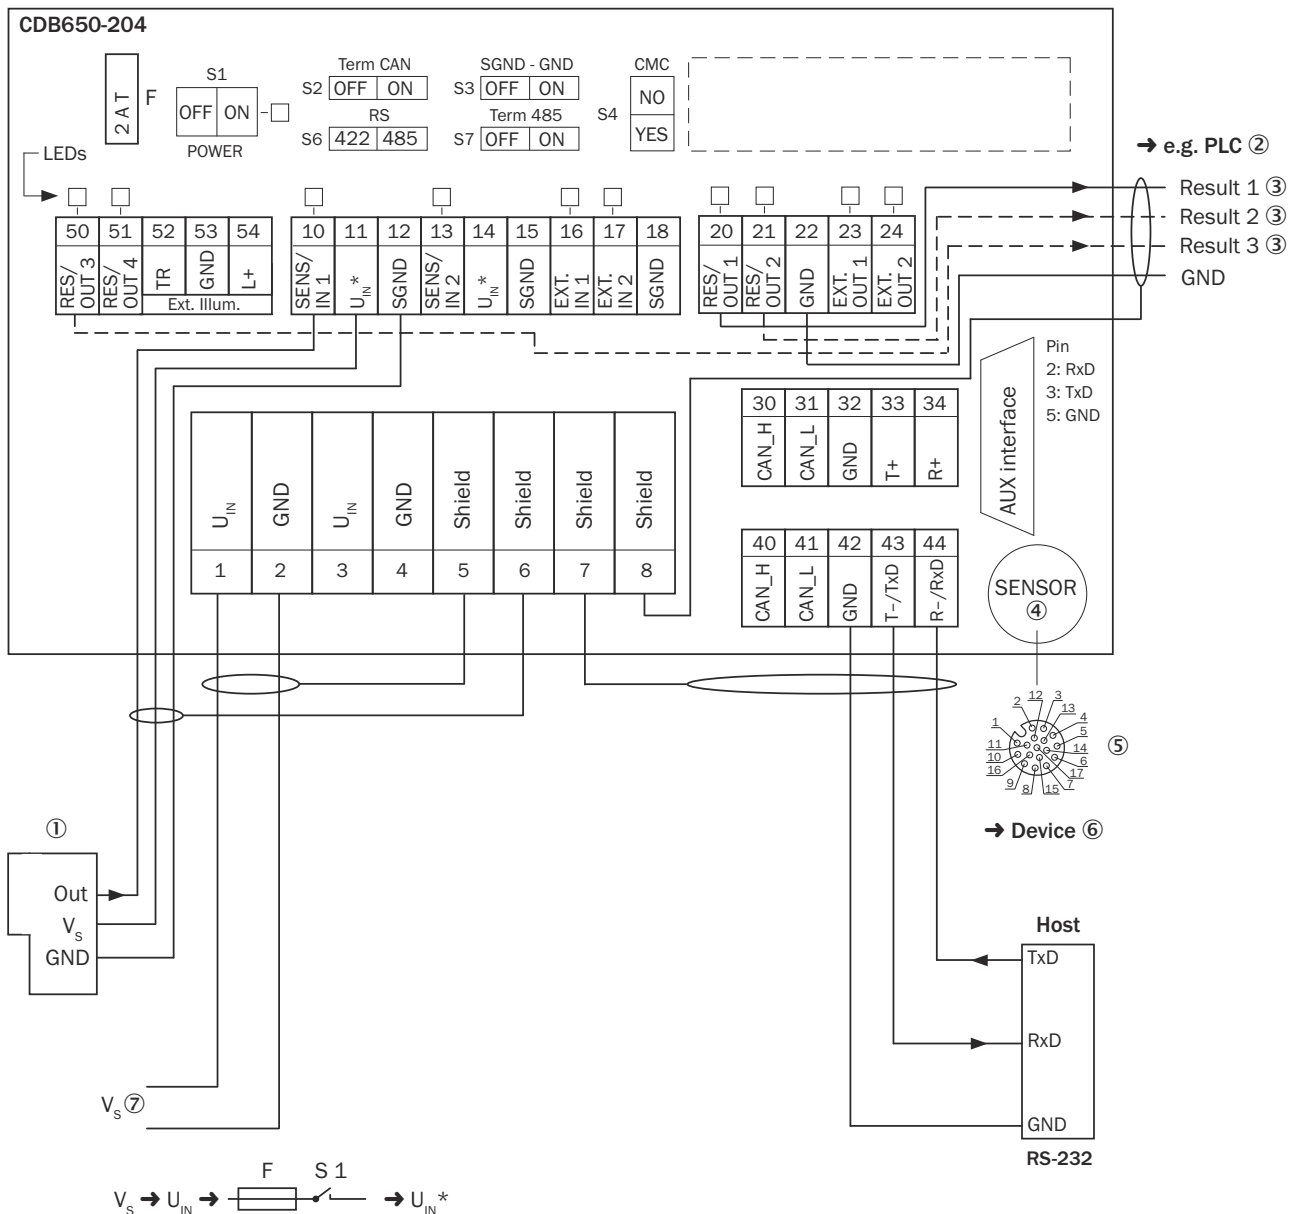 CDB650-204
2 A T
F
S1
OFF ON
POWER
Term CAN
S2 OFF ON
RS
S6 422 485
SGND - GND
S3 OFF ON
Term 485
S7 OFF ON
CMC
S4
NO
YES
LEDs
➔ e.g. PLC ②
Result 1 ③
Result 2 ③
Result 3 ③
GND
50 51 52 53 54
RES/ OUT 3
RES/ OUT 4
TR
GND
L+
Ext. Illum.
10 11 12 13 14 15 16 17 18
SENS/ IN 1
U_IN*
SGND
SENS/ IN 2
U_IN*
SGND
EXT. IN 1
EXT. IN 2
SGND
20 21 22 23 24
RES/ OUT 1
RES/ OUT 2
GND
EXT. OUT 1
EXT. OUT 2
U_IN
GND
U_IN
GND
Shield
Shield
Shield
Shield
1 2 3 4 5 6 7 8
30 31 32 33 34
CAN_H
CAN_L
GND
T+
R+
40 41 42 43 44
CAN_H
CAN_L
GND
T–/TxD
R–/RxD
AUX interface
Pin
2: RxD
3: TxD
5: GND
SENSOR
④
2 12 3
13
1 4
5
11 14
10 6
16 17
9 8 15 7
⑤
➔ Device ⑥
①
Out
V_S
GND
V_S ⑦
Host
TxD
RxD
GND
RS-232
F S 1
V_S ➔ U_IN ➔ ➔ U_IN*